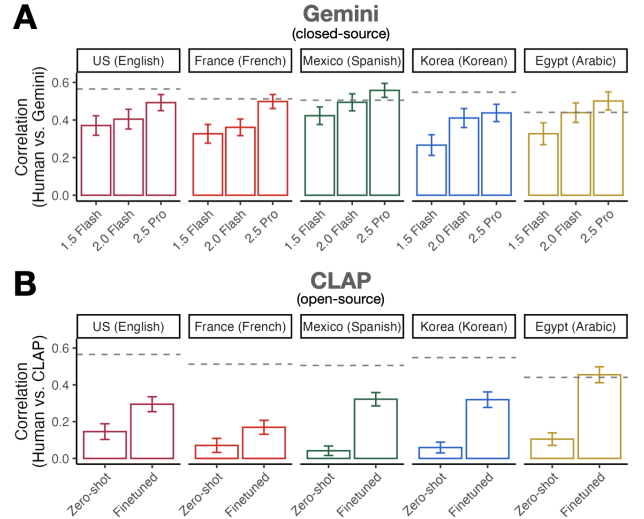 A
Gemini
(closed-source)
US (English)
France (French)
Mexico (Spanish)
Korea (Korean)
Egypt (Arabic)
Correlation
(Human vs. Gemini)
0.6
0.4
0.2
0.0
1.5 Flash
2.0 Flash
2.5 Pro
1.5 Flash
2.0 Flash
2.5 Pro
1.5 Flash
2.0 Flash
2.5 Pro
1.5 Flash
2.0 Flash
2.5 Pro
1.5 Flash
2.0 Flash
2.5 Pro
B
CLAP
(open-source)
US (English)
France (French)
Mexico (Spanish)
Korea (Korean)
Egypt (Arabic)
Correlation
(Human vs. CLAP)
0.6
0.4
0.2
0.0
Zero-shot
Finetuned
Zero-shot
Finetuned
Zero-shot
Finetuned
Zero-shot
Finetuned
Zero-shot
Finetuned